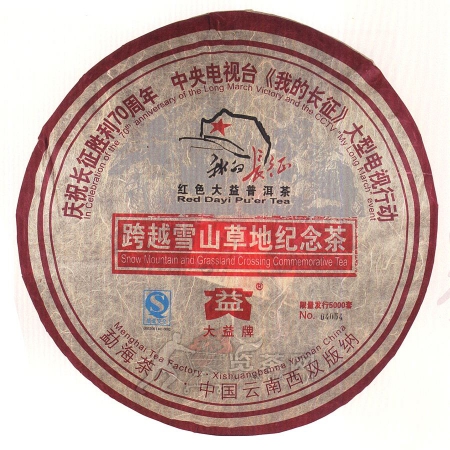 庆祝长征胜利70周年 中央电视台《我的长征》大型电视行动
In Celebration of the 70th anniversary of the Long March Victory and the CCTV "My Long March" event
我的长征
红色大益普洱茶
Red Dayi Pu'er Tea
跨越雪山草地纪念茶
Snow Mountain and Grassland Crossing Commemorative Tea
益®
大益牌
限量发行5000套
No. 04054
Menghai Tea Factory · Xishuangbanna Yunnan China
勐海茶厂·中国云南西双版纳